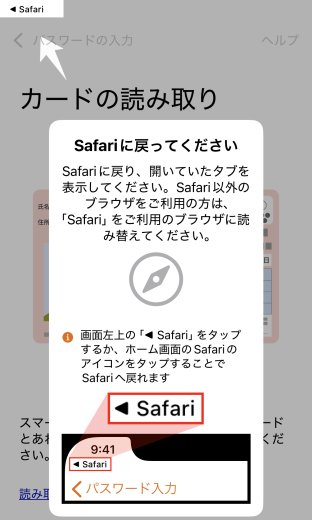 ◀ Safari
パスワードの入力
ヘルプ
カードの読み取り
Safariに戻ってください
Safariに戻り、開いていたタブを
表示してください。Safari以外の
ブラウザをご利用の方は、
「Safari」をご利用のブラウザに読
み替えてください。
氏名
住所
日
画面左上の「◀ Safari」をタップ
するか、ホーム画面のSafariの
アイコンをタップすることで
Safariへ戻れます
◀ Safari
スマー
ード
とあれ
くだ
さい。
9:41
◀ Safari
パスワード入力
読み取